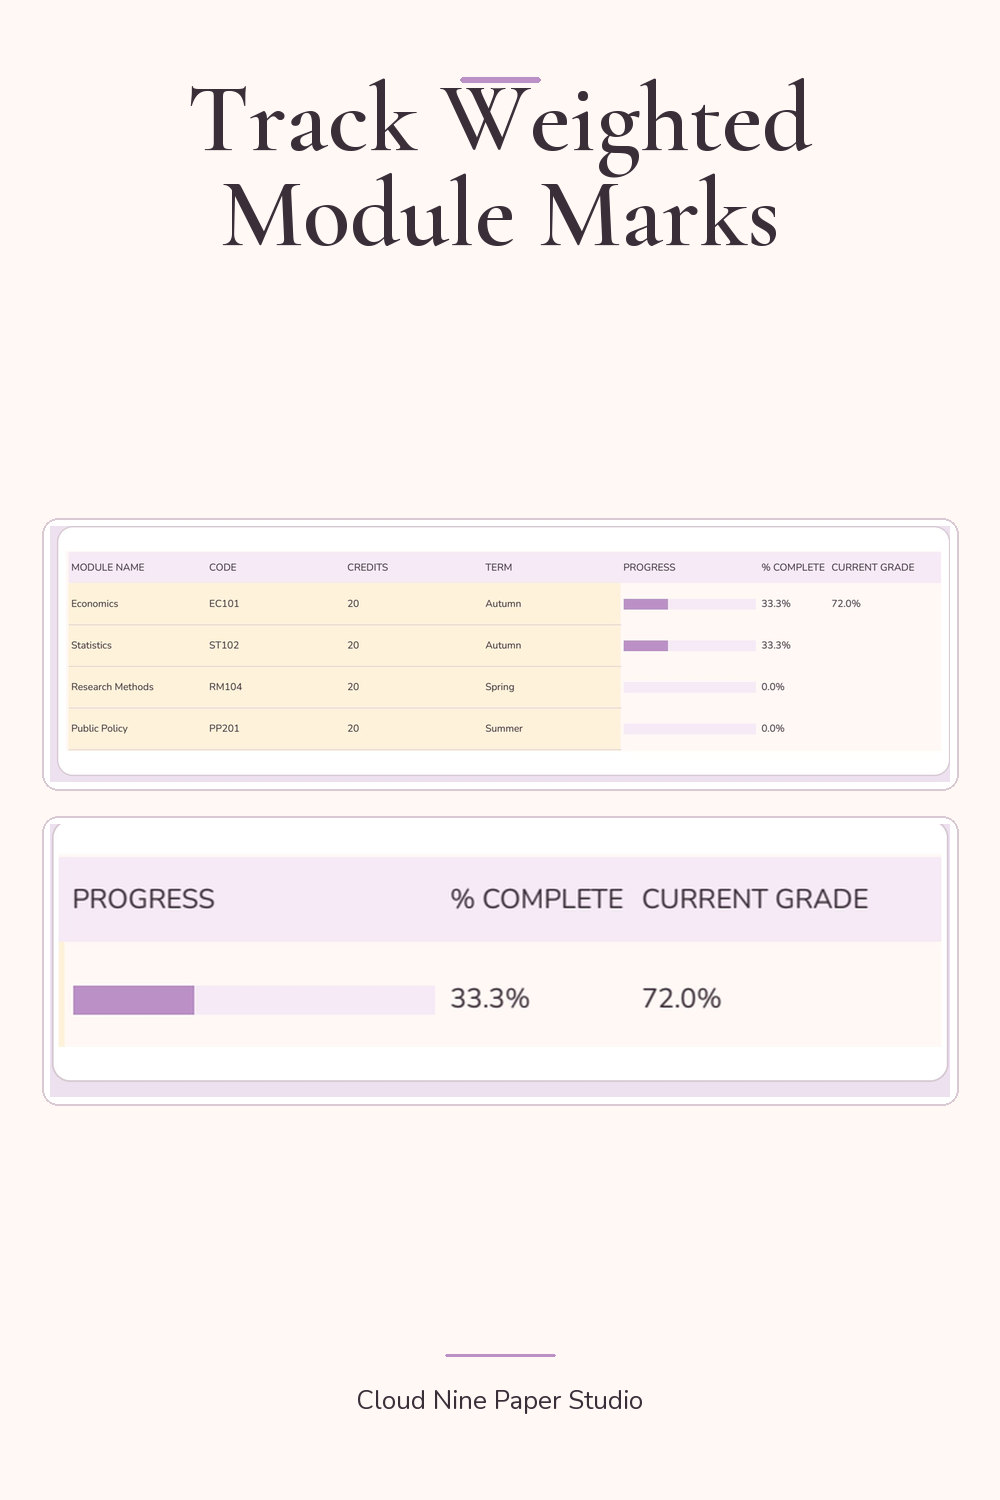 Track Weighted
Module Marks
MODULE NAME CODE CREDITS TERM PROGRESS % COMPLETE CURRENT GRADE
Economics EC101 20 Autumn 33.3% 72.0%
Statistics ST102 20 Autumn 33.3%
Research Methods RM104 20 Spring 0.0%
Public Policy PP201 20 Summer 0.0%
PROGRESS % COMPLETE CURRENT GRADE
33.3% 72.0%
Cloud Nine Paper Studio